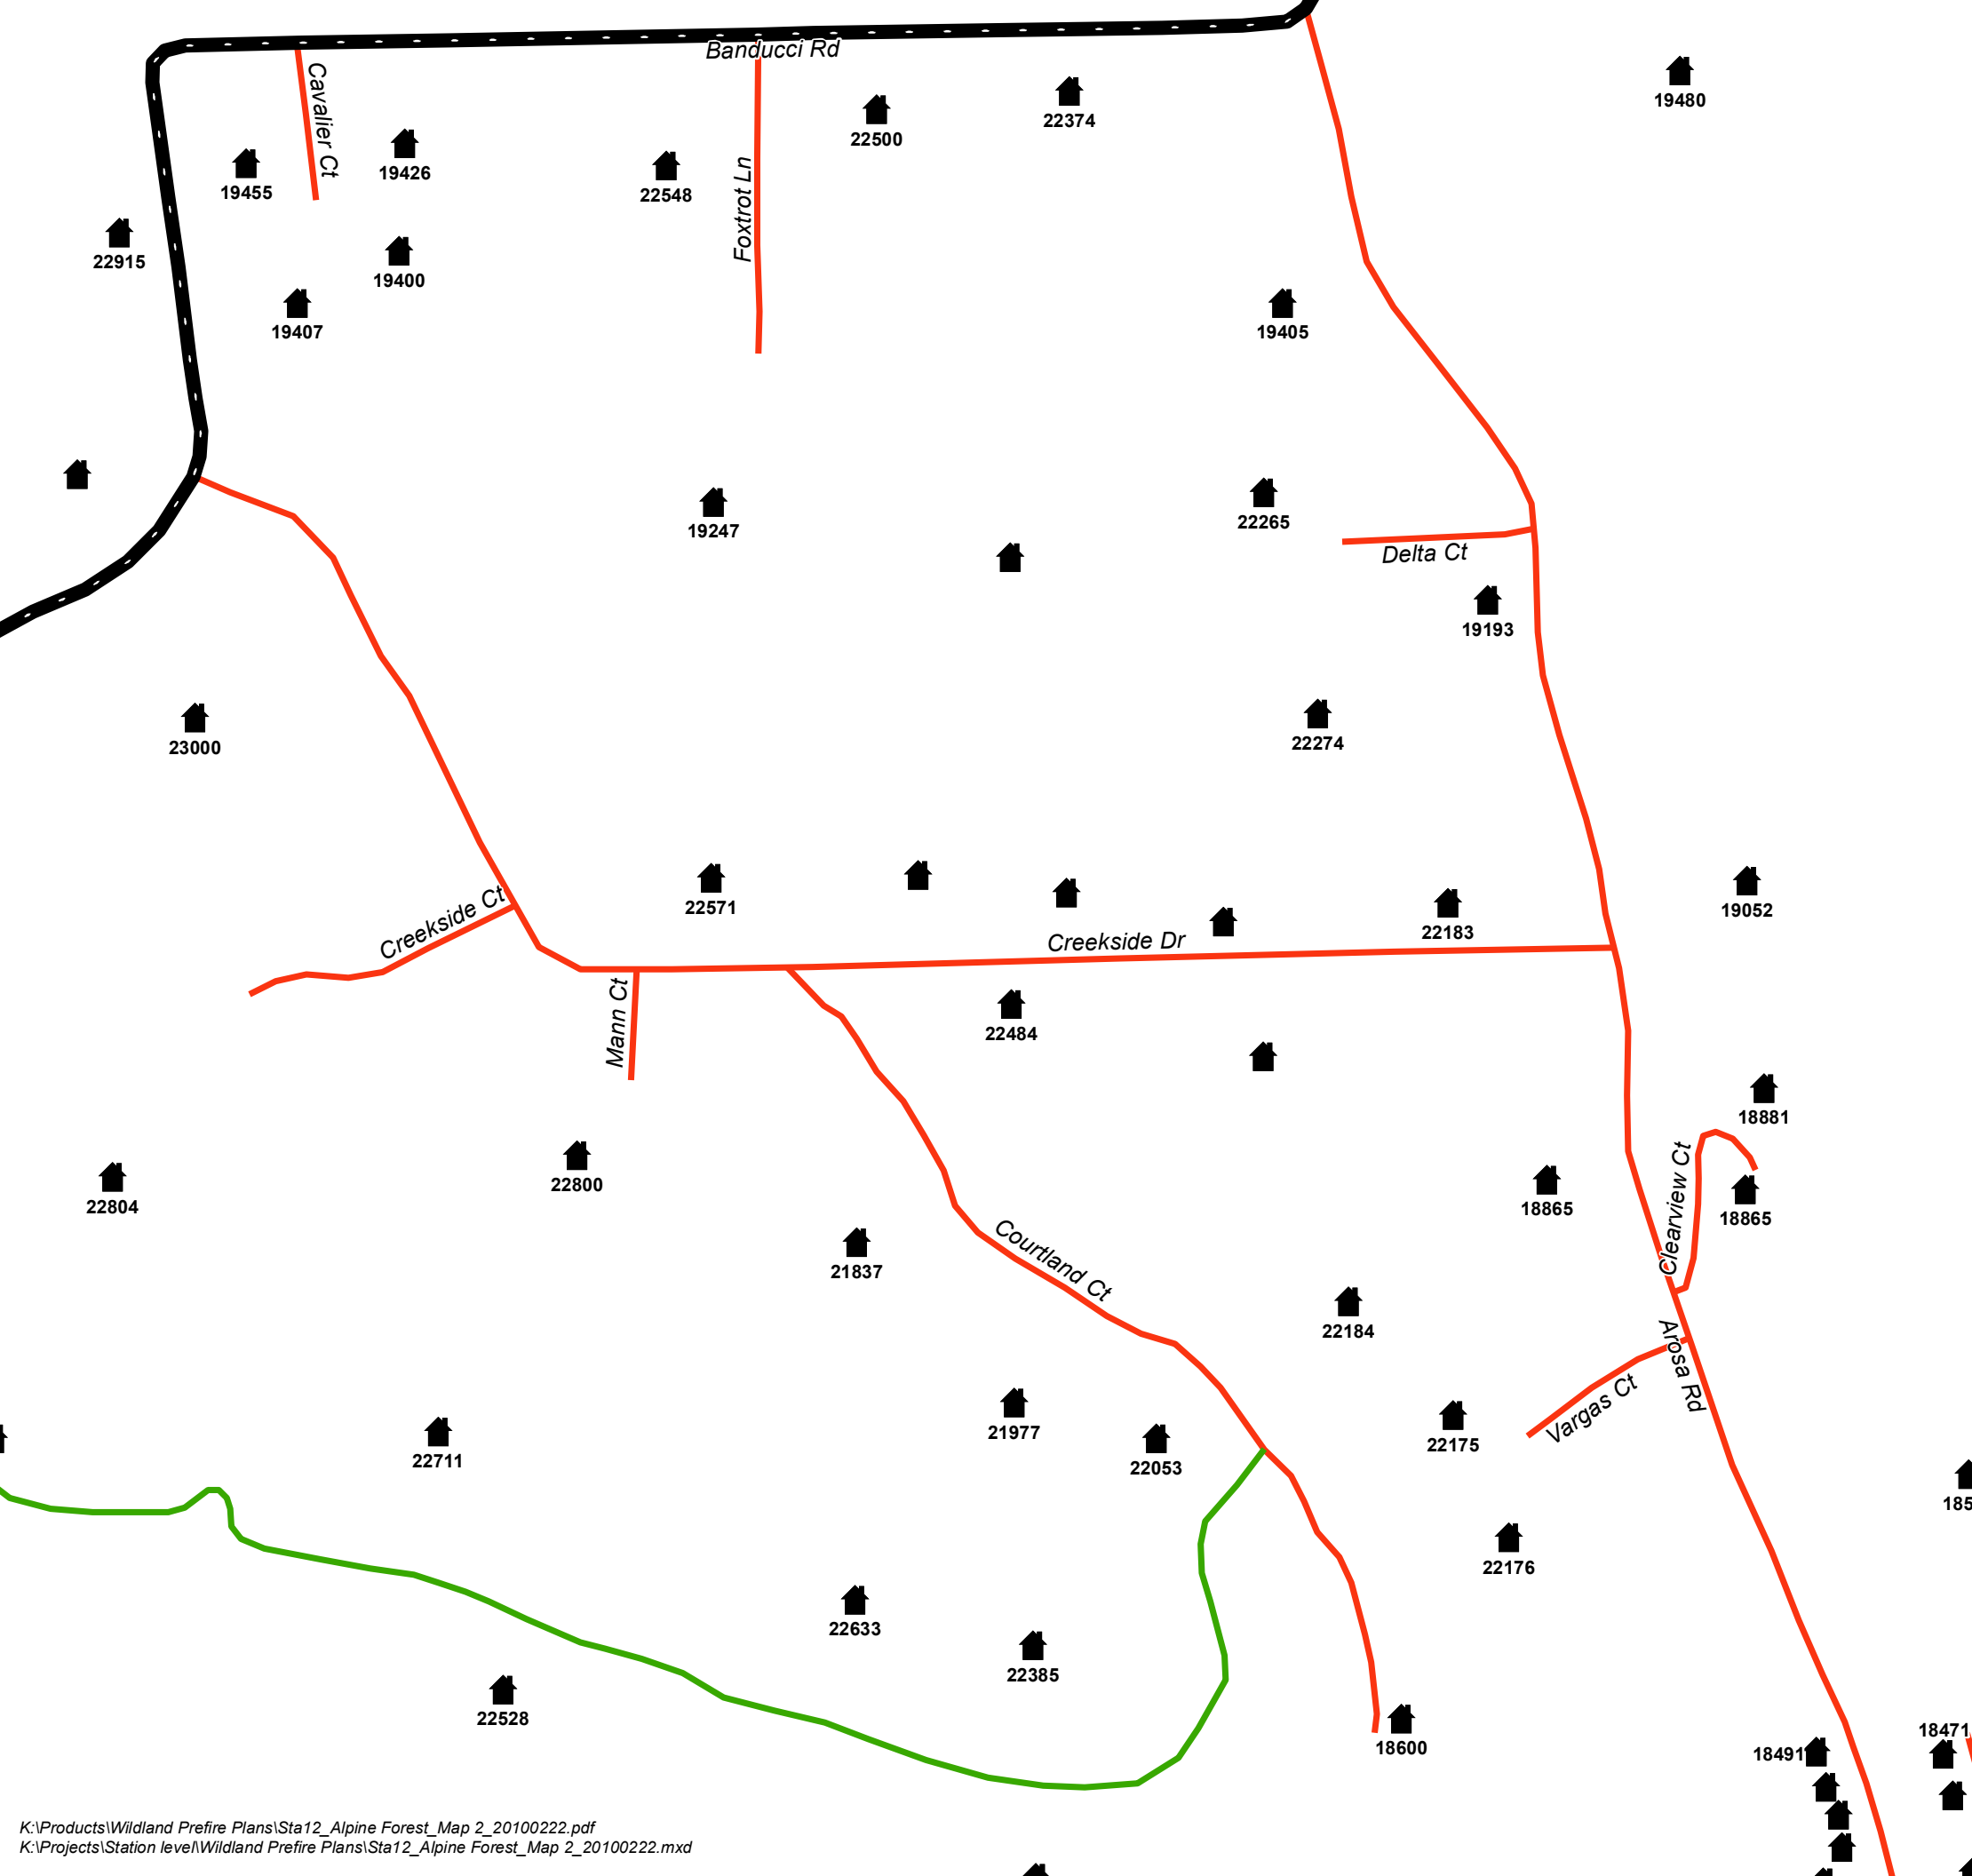 Banducci Rd
Cavalier Ct
19480
22374
22500
19426
22548
19455
Foxtrot Ln
22915
19400
19407
19405
22265
19247
Delta Ct
19193
22274
23000
22571
19052
22183
Creekside Ct
Creekside Dr
Mann Ct
22484
18881
Clearview Ct
22800
22804
18865
18865
21837
Courtland Ct
22184
Arosa Rd
Vargas Ct
21977
22175
22711
22053
185
22176
22633
22385
22528
18600
18471
18491
K:\Products\Wildland Prefire Plans\Sta12_Alpine Forest_Map 2_20100222.pdf
K:\Projects\Station level\Wildland Prefire Plans\Sta12_Alpine Forest_Map 2_20100222.mxd